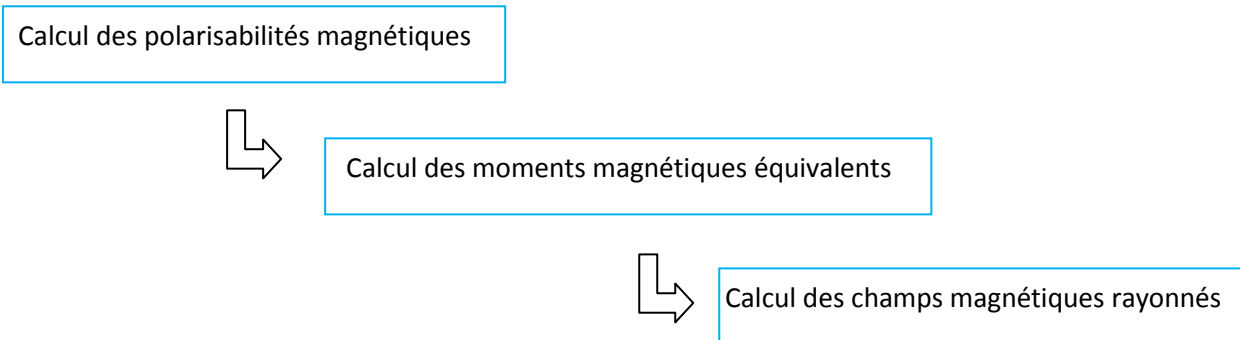 Calcul des polarisabilités magnétiques
Calcul des moments magnétiques équivalents
Calcul des champs magnétiques rayonnés